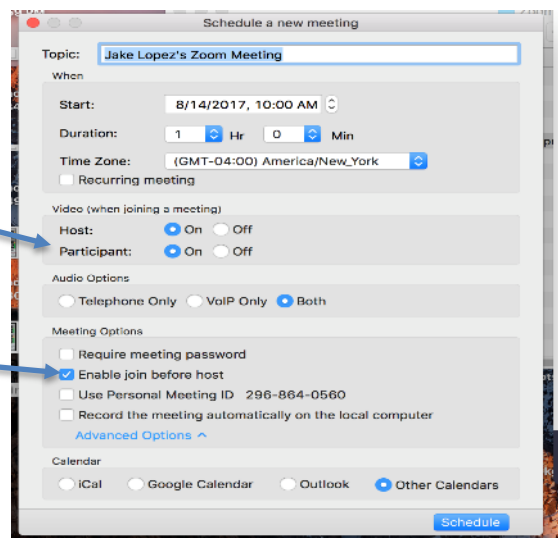 Schedule a new meeting
Topic: Jake Lopez's Zoom Meeting
When
Start: 8/14/2017, 10:00 AM
Duration: 1 Hr 0 Min
Time Zone: (GMT-04:00) America/New_York
Recurring meeting
Video (when joining a meeting)
Host: On Off
Participant: On Off
Audio Options
Telephone Only VoIP Only Both
Meeting Options
Require meeting password
Enable join before host
Use Personal Meeting ID 296-864-0560
Record the meeting automatically on the local computer
Advanced Options ^
Calendar
iCal Google Calendar Outlook Other Calendars
Schedule